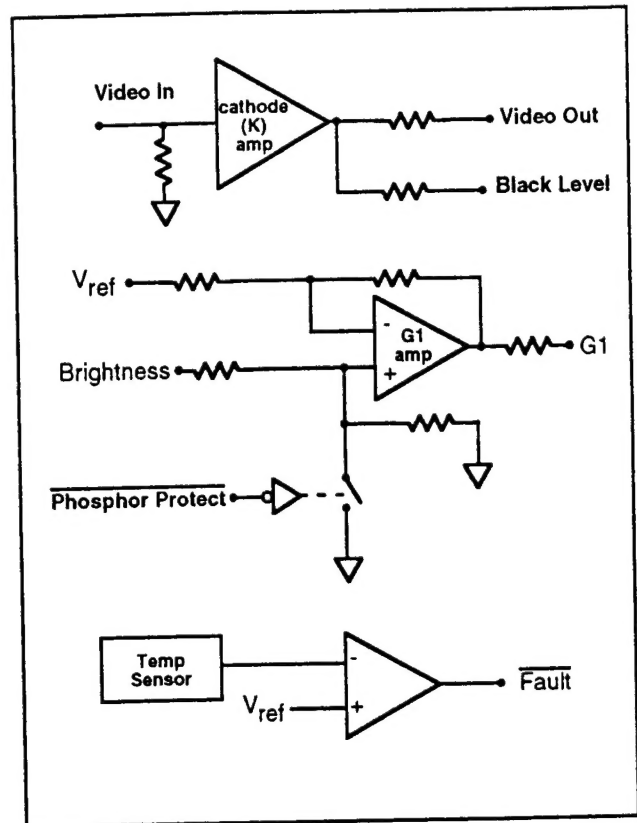 Video In
cathode
(K)
amp
Video Out
Black Level
Vref
-
G1
amp
+
G1
Brightness
Phosphor Protect
Temp
Sensor
-
Vref
+
Fault